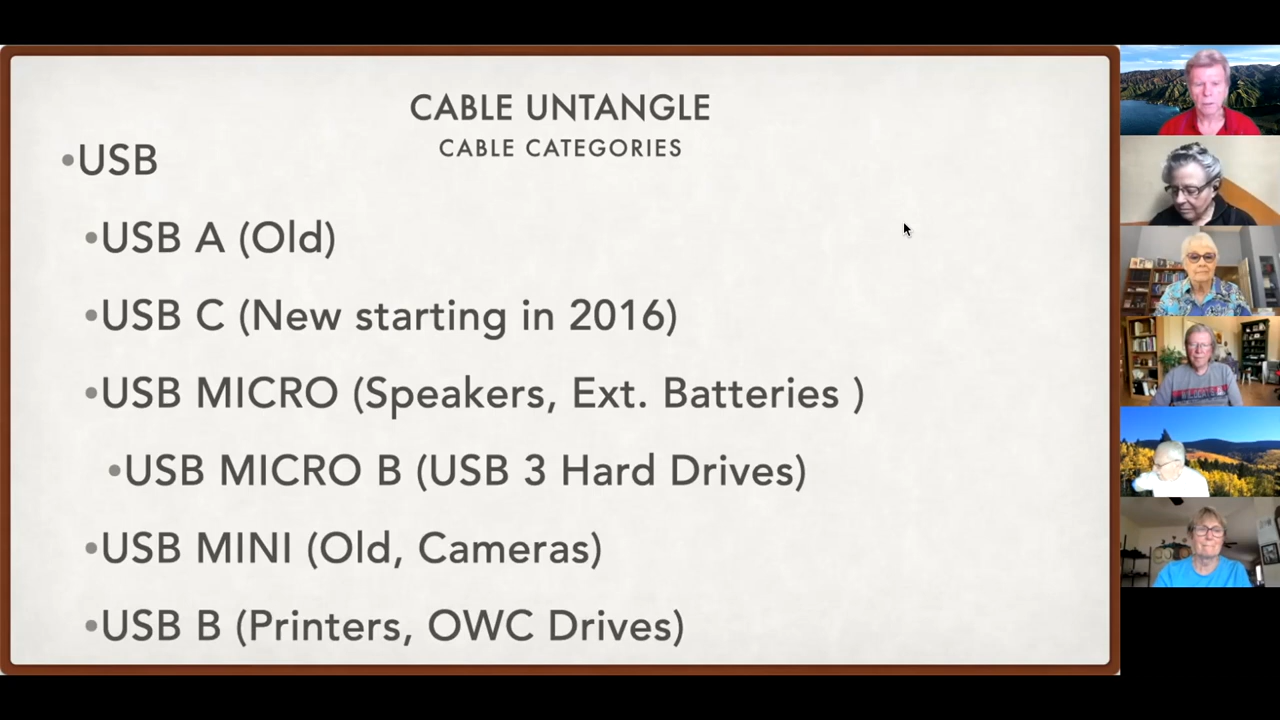 CABLE UNTANGLE
CABLE CATEGORIES
•USB
•USB A (Old)
•USB C (New starting in 2016)
•USB MICRO (Speakers, Ext. Batteries )
•USB MICRO B (USB 3 Hard Drives)
•USB MINI (Old, Cameras)
•USB B (Printers, OWC Drives)